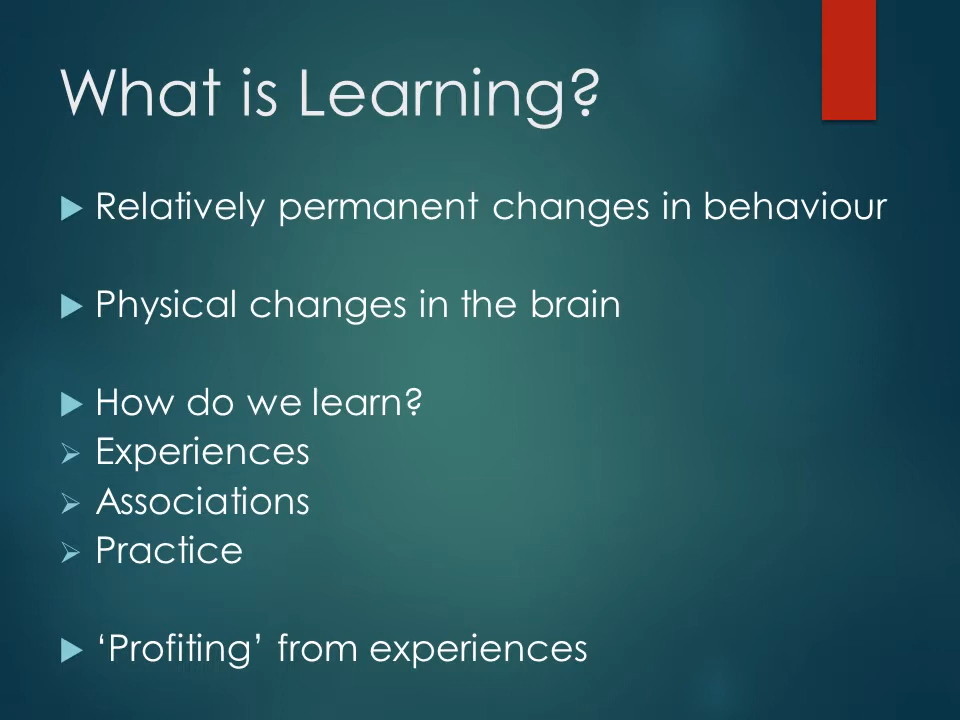 What is Learning?
Relatively permanent changes in behaviour
Physical changes in the brain
How do we learn?
Experiences
Associations
Practice
‘Profiting’ from experiences